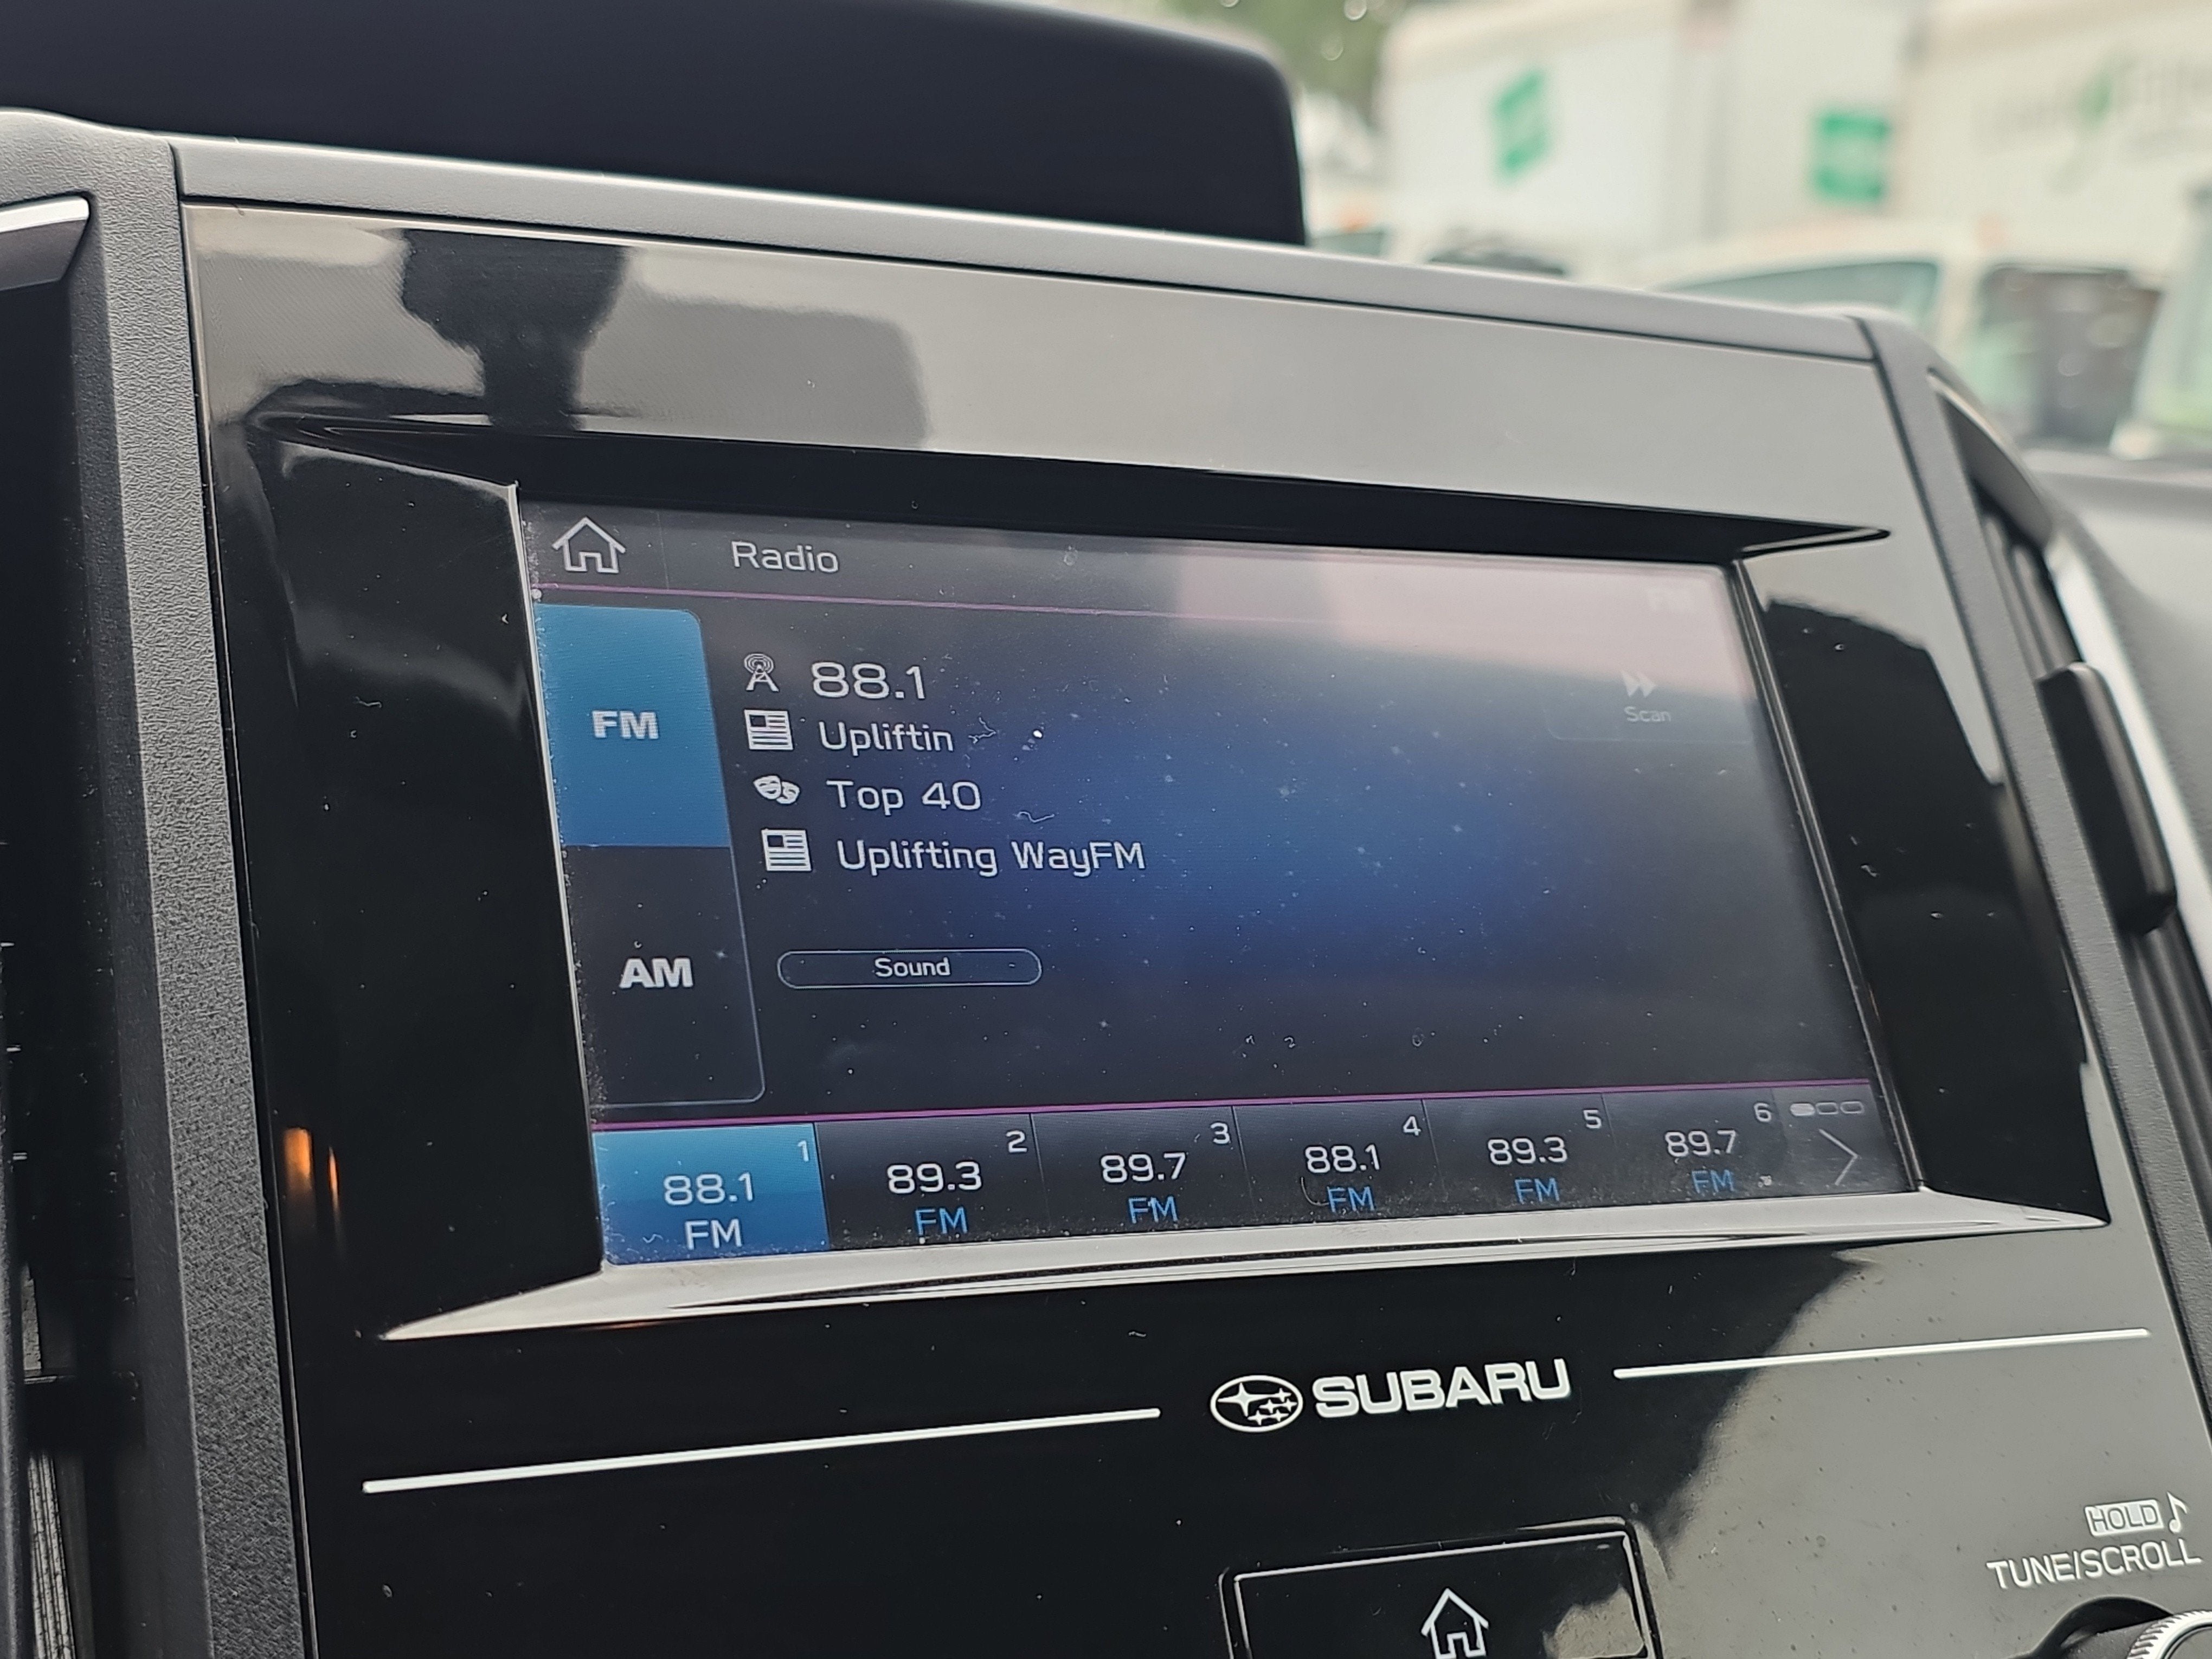 Radio
FM
88.1
Upliftin
Scan
FM
Top 40
Uplifting WayFM
AM
Sound
1 2 3 4 5 6
88.1 89.3 89.7 88.1 89.3 89.7
FM FM FM FM FM FM
SUBARU
HOLD
TUNE/SCROLL